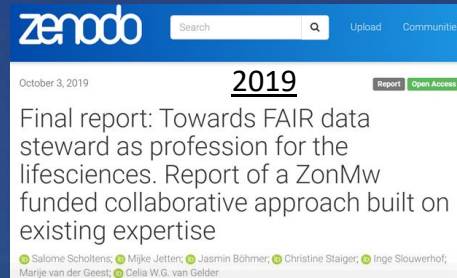 zenodo
Search
Upload Communitie
October 3, 2019
2019
Report Open Access
Final report: Towards FAIR data
steward as profession for the
lifesciences. Report of a ZonMw
funded collaborative approach built on
existing expertise
Salome Scholtens; Mijke Jetten; Jasmin Böhmer; Christine Staiger; Inge Slouwerhof;
Marije van der Geest; Celia W.G. van Gelder